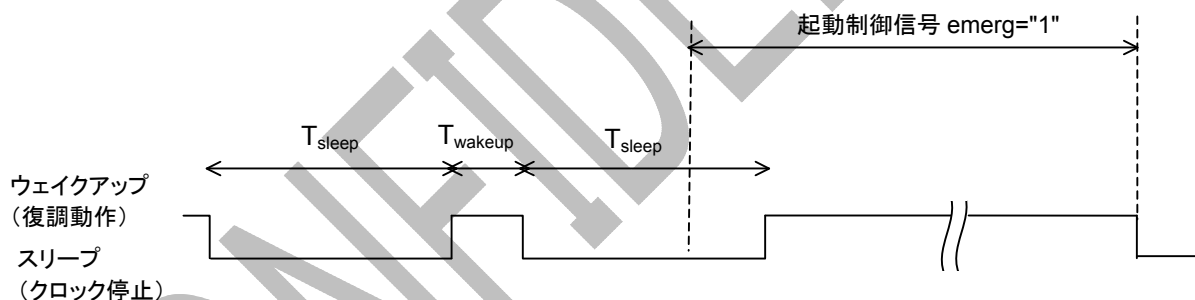 起動制御信号 emerg="1"
Tsleep
Twakeup
Tsleep
ウェイクアップ
（復調動作）
スリープ
（クロック停止）